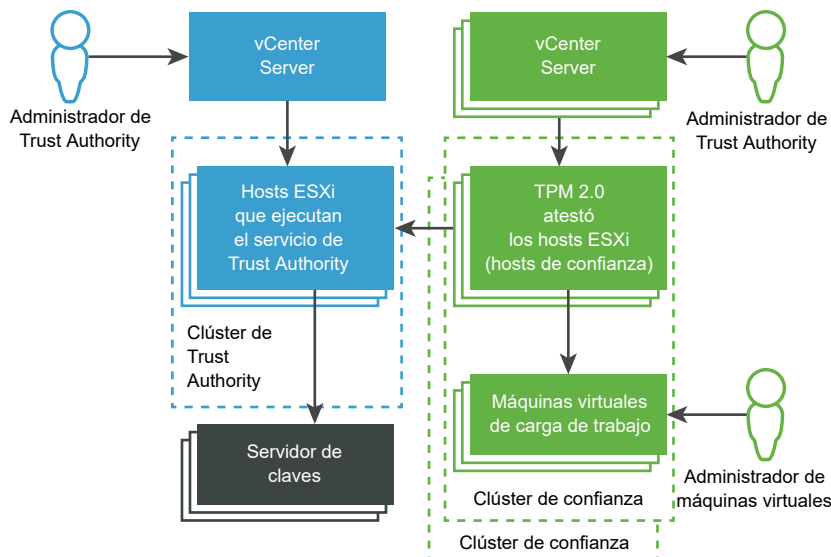 vCenter
Server
vCenter
Server
Administrador de
Trust Authority
Administrador de
Trust Authority
Hosts ESXi
que ejecutan
el servicio de
Trust Authority
TPM 2.0
atestó
los hosts ESXi
(hosts de confianza)
Clúster de
Trust
Authority
Máquinas virtuales
de carga de trabajo
Servidor de
claves
Administrador de
máquinas virtuales
Clúster de confianza
Clúster de confianza